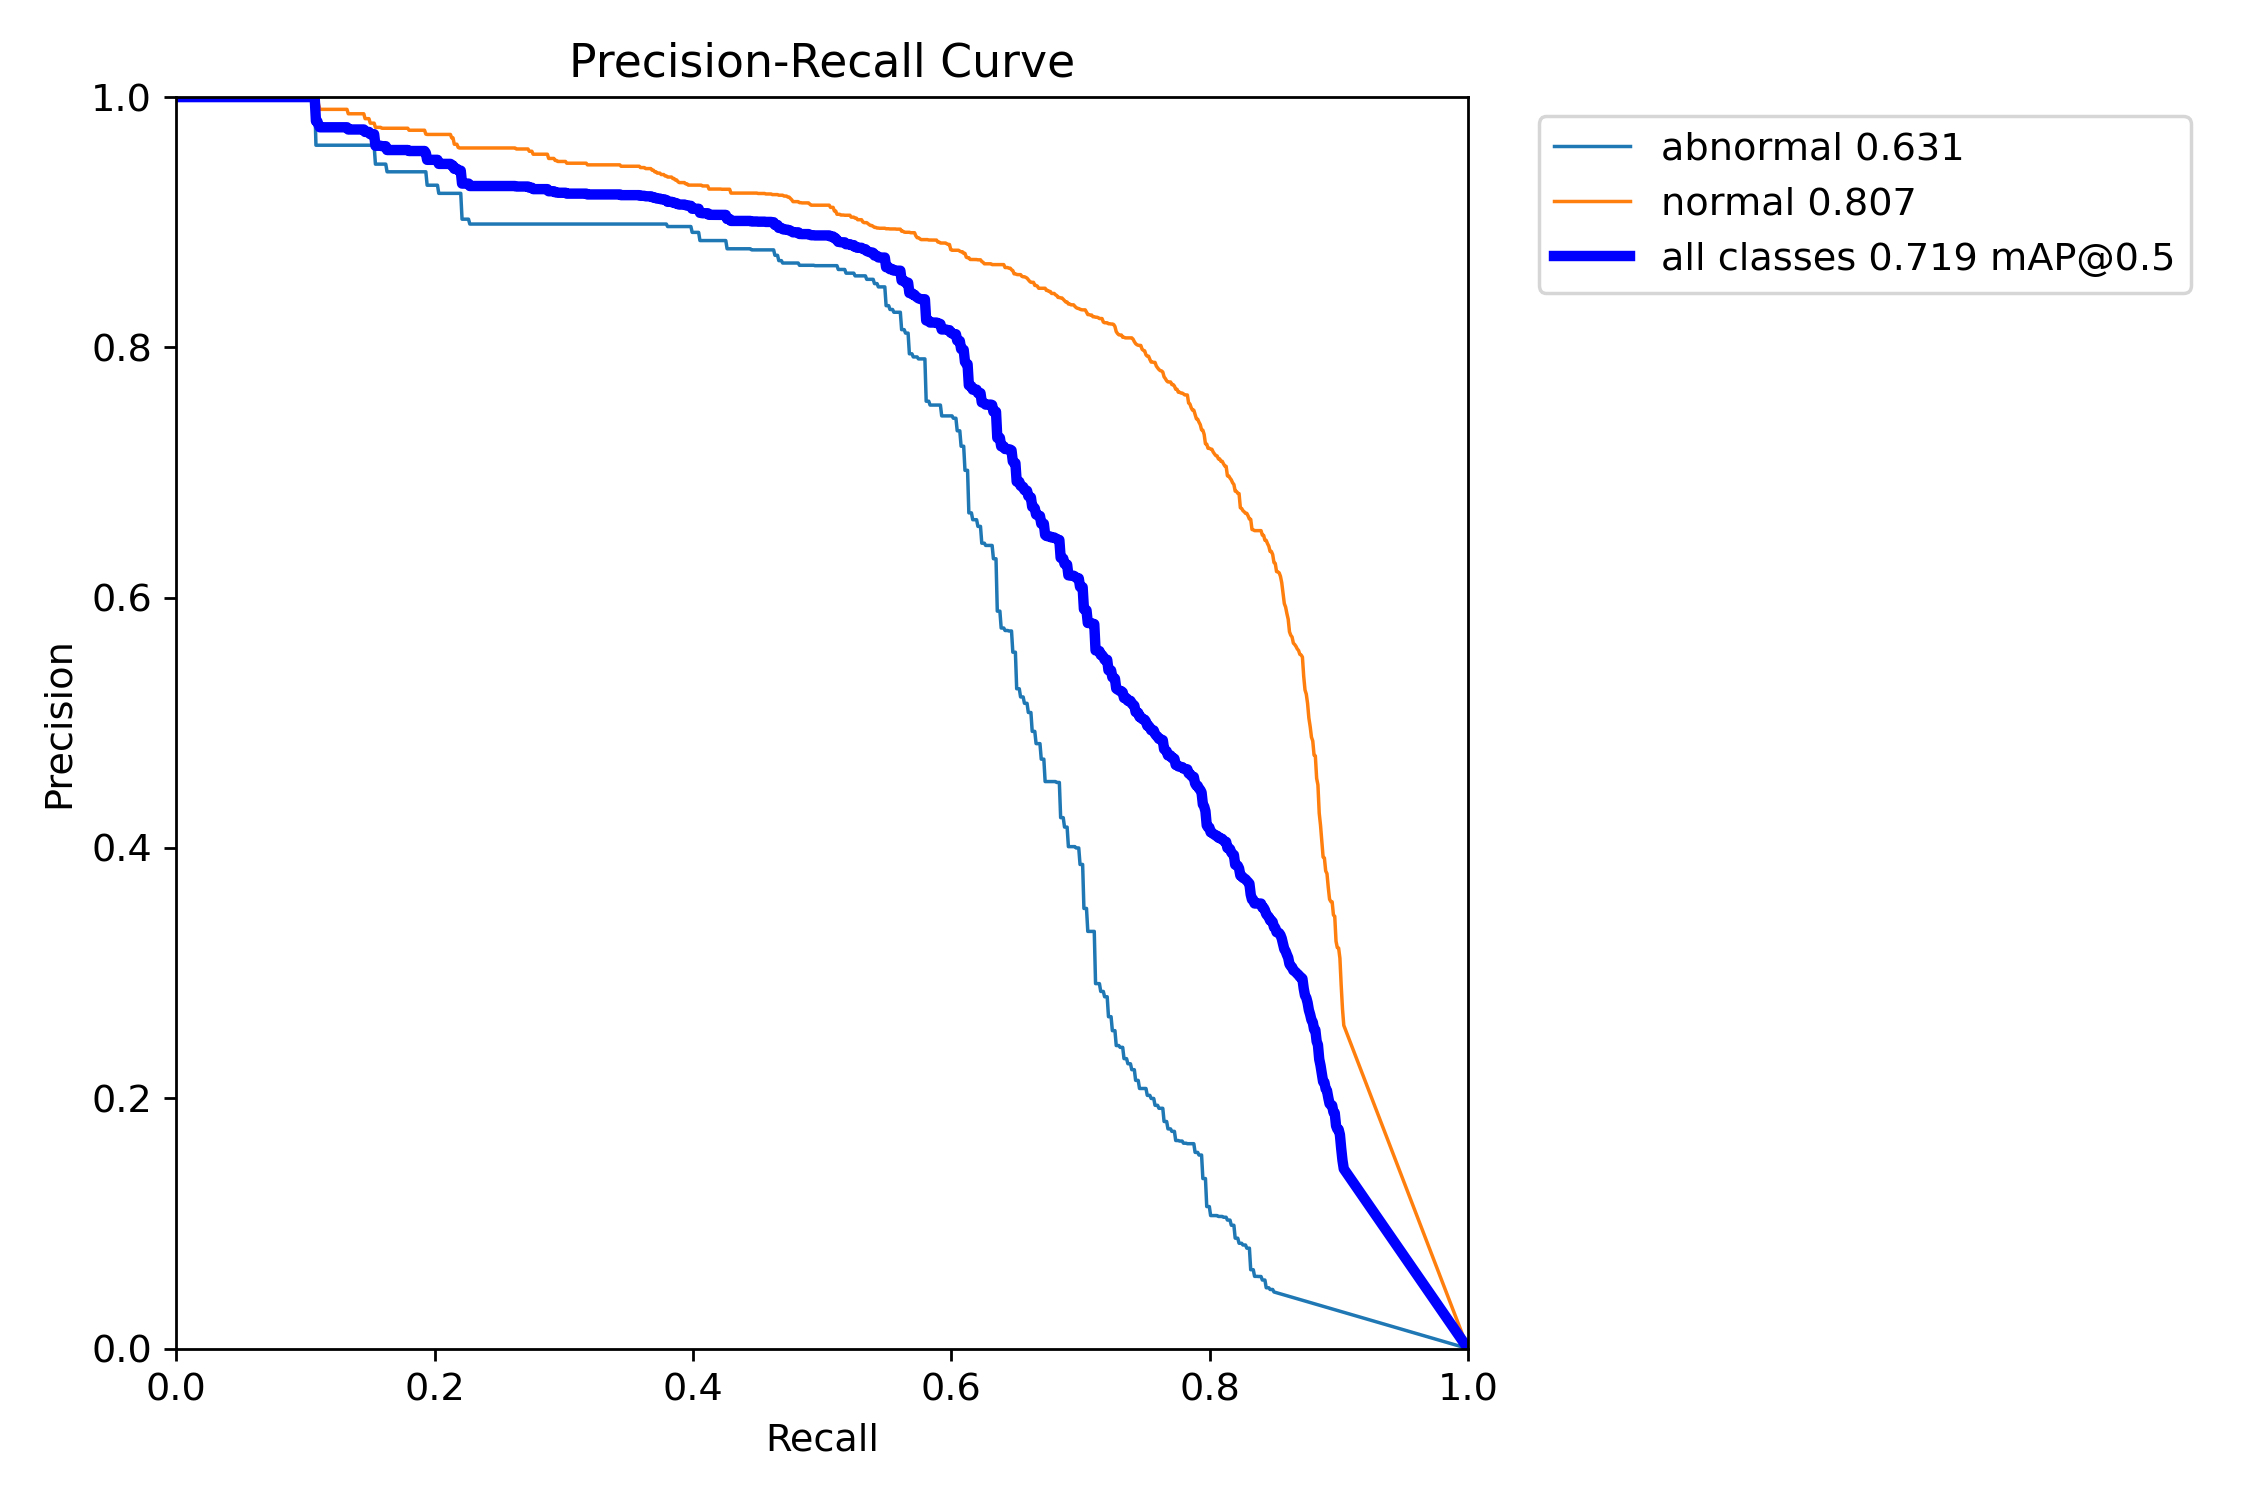 Precision-Recall Curve
1.0
0.8
0.6
0.4
0.2
0.0
Precision
0.0 0.2 0.4 0.6 0.8 1.0
Recall
abnormal 0.631
normal 0.807
all classes 0.719 mAP@0.5